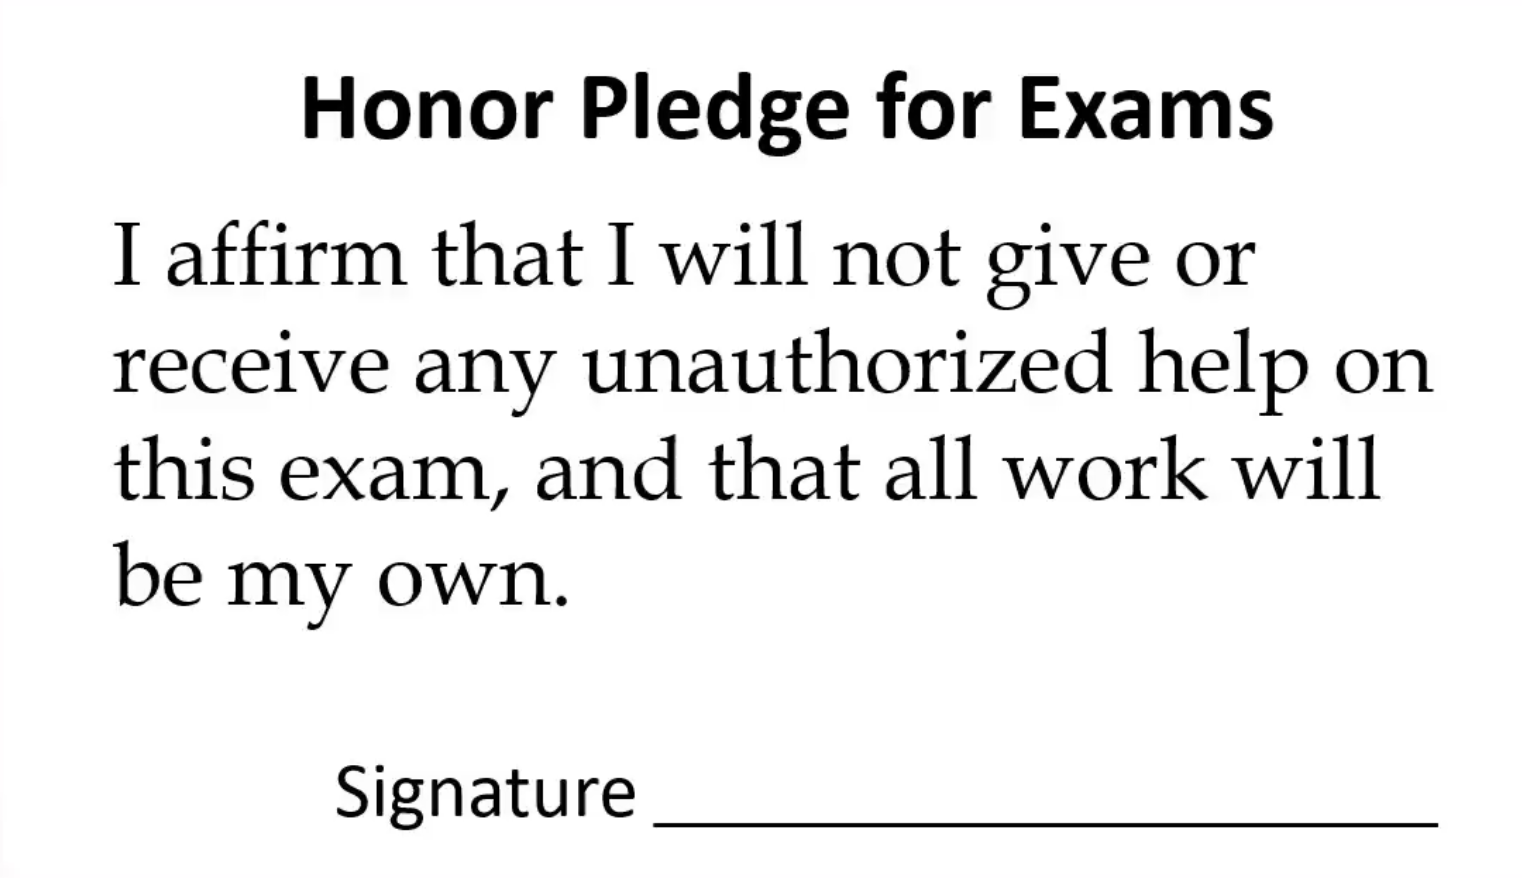 Honor Pledge for Exams
I affirm that I will not give or
receive any unauthorized help on
this exam, and that all work will
be my own.
Signature